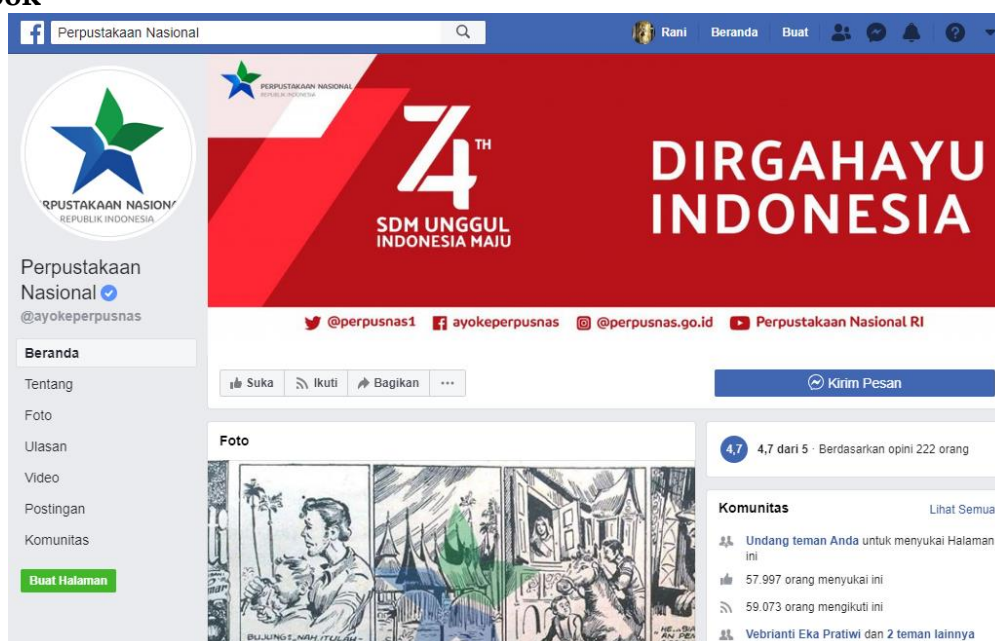 Perpustakaan Nasional
Rani Beranda Buat
PERPUSTAKAAN NASIONAL
REPUBLIK INDONESIA
74TH
SDM UNGGUL
INDONESIA MAJU
DIRGAHAYU
INDONESIA
@perpusnas1 ayokeperpusnas @perpusnas.go.id Perpustakaan Nasional RI
RPUSTAKAAN NASION
REPUBLIK INDONESIA
Perpustakaan
Nasional
@ayokeperpusnas
Beranda
Tentang
Foto
Ulasan
Video
Postingan
Komunitas
Buat Halaman
Suka Ikuti Bagikan ...
Kirim Pesan
Foto
BUJUNG
4,7 4,7 dari 5 · Berdasarkan opini 222 orang
Komunitas Lihat Semua
Undang teman Anda untuk menyukai Halaman
ini
57.997 orang menyukai ini
59.073 orang mengikuti ini
Vebrianti Eka Pratiwi dan 2 teman lainnya